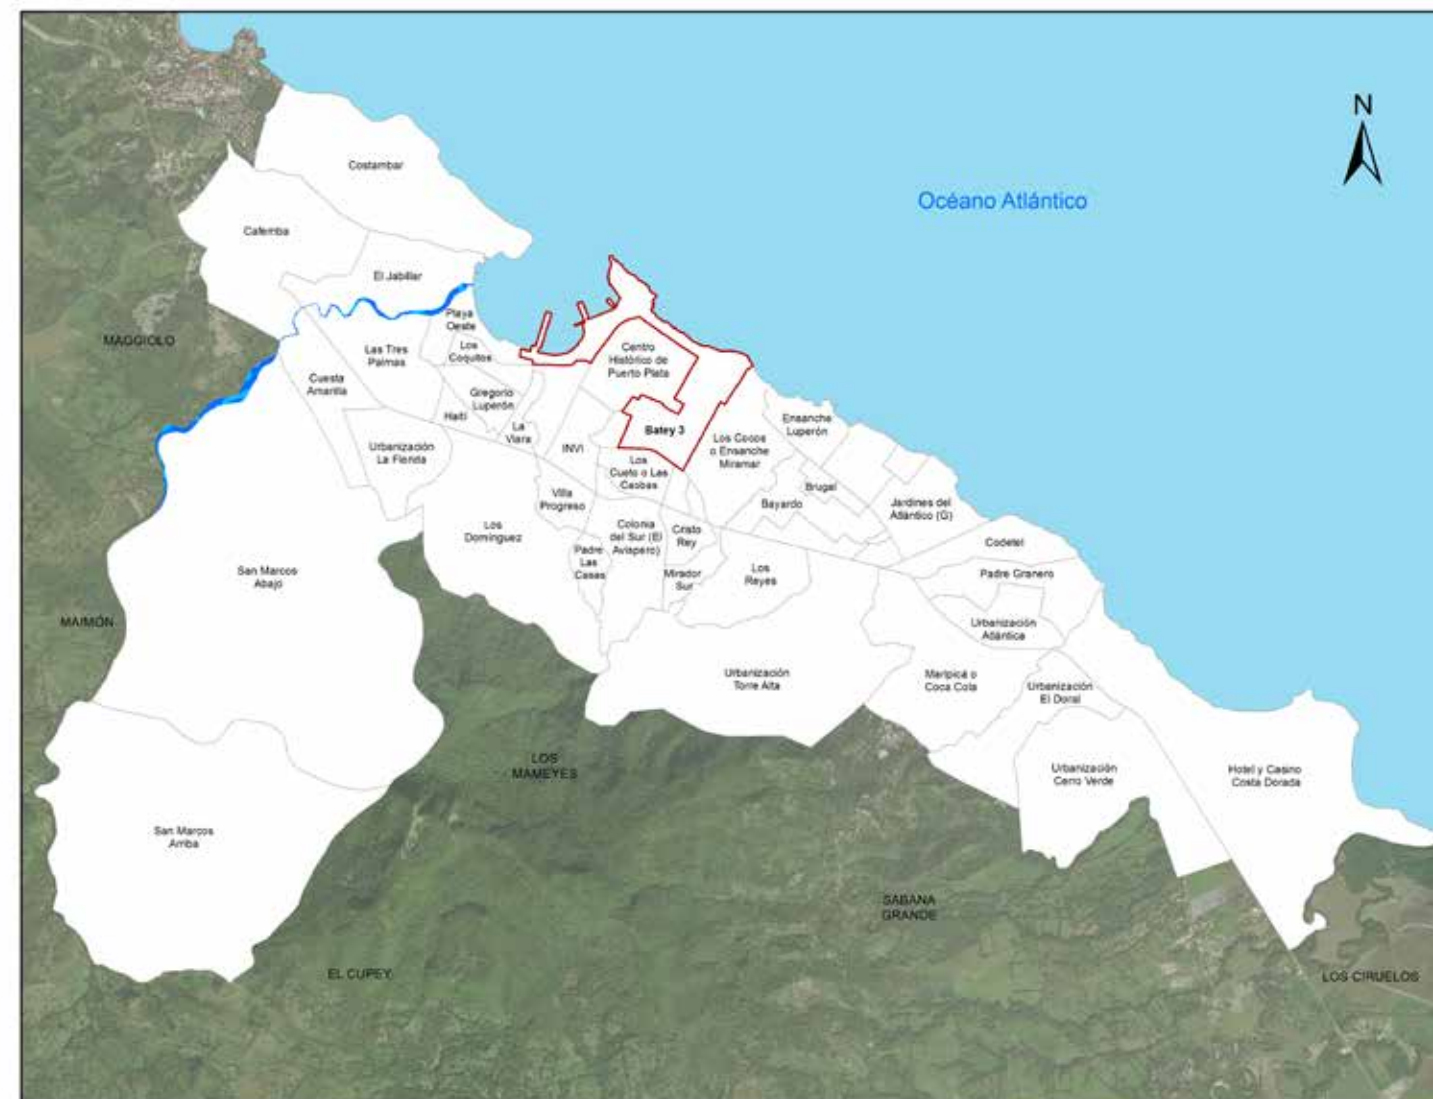 N
Océano Atlántico
Costambar
Cafemba
El Jabillar
MAGGIOLO
Playa
Oeste
Las Tres
Palmas
Los
Coquitos
Centro
Histórico de
Puerto Plata
Cuesta
Amarilla
Gregorio
Luperón
Haití
La
Viara
Batey 3
Ensanche
Luperón
Urbanización
La Flerida
INVI
Los Cocos
o Ensanche
Miramar
Los
Cueto o Las
Caobas
Villa
Progreso
Brugal
Bayardo
Jardines del
Atlántico (G)
Los
Domínguez
Colonia
del Sur (El
Avispero)
Cristo
Rey
Codetel
Padre
Las
Casas
Mirador
Sur
Los
Reyes
Padre Granero
San Marcos
Abajo
MAIMÓN
Urbanización
Atlántica
Urbanización
Torre Alta
Maripicá o
Coca Cola
Urbanización
El Doral
LOS
MAMEYES
Urbanización
Cerro Verde
Hotel y Casino
Costa Dorada
San Marcos
Arriba
SABANA
GRANDE
EL CUPEY
LOS CIRUELOS